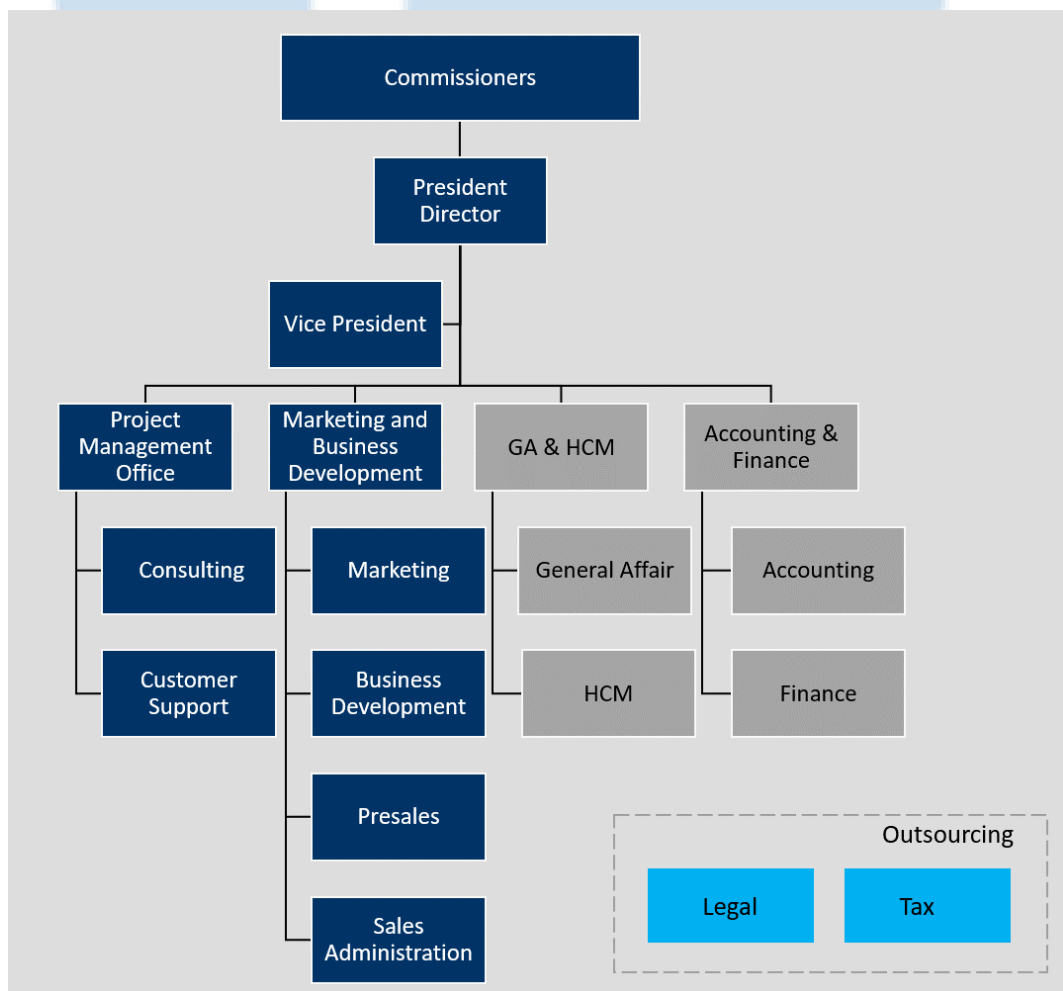 Commissioners
President
Director
Vice President
Project
Management
Office
Marketing and
Business
Development
GA & HCM
Accounting &
Finance
Consulting
Marketing
General Affair
Accounting
Customer
Support
Business
Development
HCM
Finance
Presales
Sales
Administration
Outsourcing
Legal
Tax